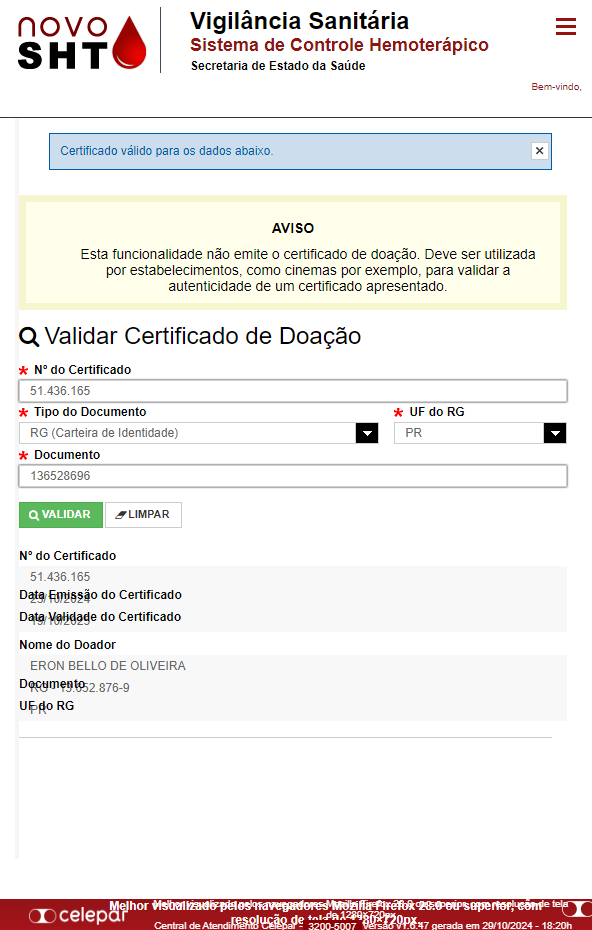 novo
SHT
Vigilância Sanitária
Sistema de Controle Hemoterápico
Secretaria de Estado da Saúde
Bem-vindo,
Certificado válido para os dados abaixo.
×
AVISO
Esta funcionalidade não emite o certificado de doação. Deve ser utilizada
por estabelecimentos, como cinemas por exemplo, para validar a
autenticidade de um certificado apresentado.
Validar Certificado de Doação
* Nº do Certificado
51.436.165
* Tipo do Documento
* UF do RG
RG (Carteira de Identidade)
PR
* Documento
136528696
VALIDAR
LIMPAR
Nº do Certificado
51.436.165
Data Emissão do Certificado
Data Validade do Certificado
Nome do Doador
ERON BELLO DE OLIVEIRA
Documento
RG - 13.652.876-9
UF do RG
PR
celepar
Melhor visualizado pelos navegadores Mozilla Firefox 28.0 ou superior, com
resolução de tela de 1280x720px.
Central de Atendimento Celepar - 3200-5007 Versão v1.6.47 gerada em 29/10/2024 - 18:20h